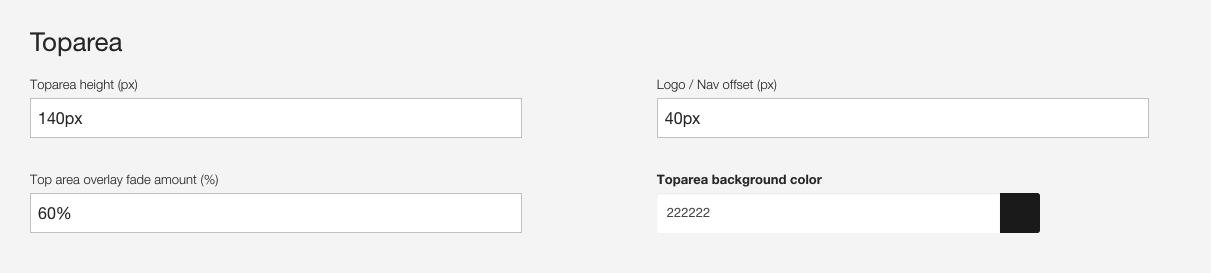 Toparea
Toparea height (px)
Logo / Nav offset (px)
140px
40px
Top area overlay fade amount (%)
Toparea background color
60%
222222